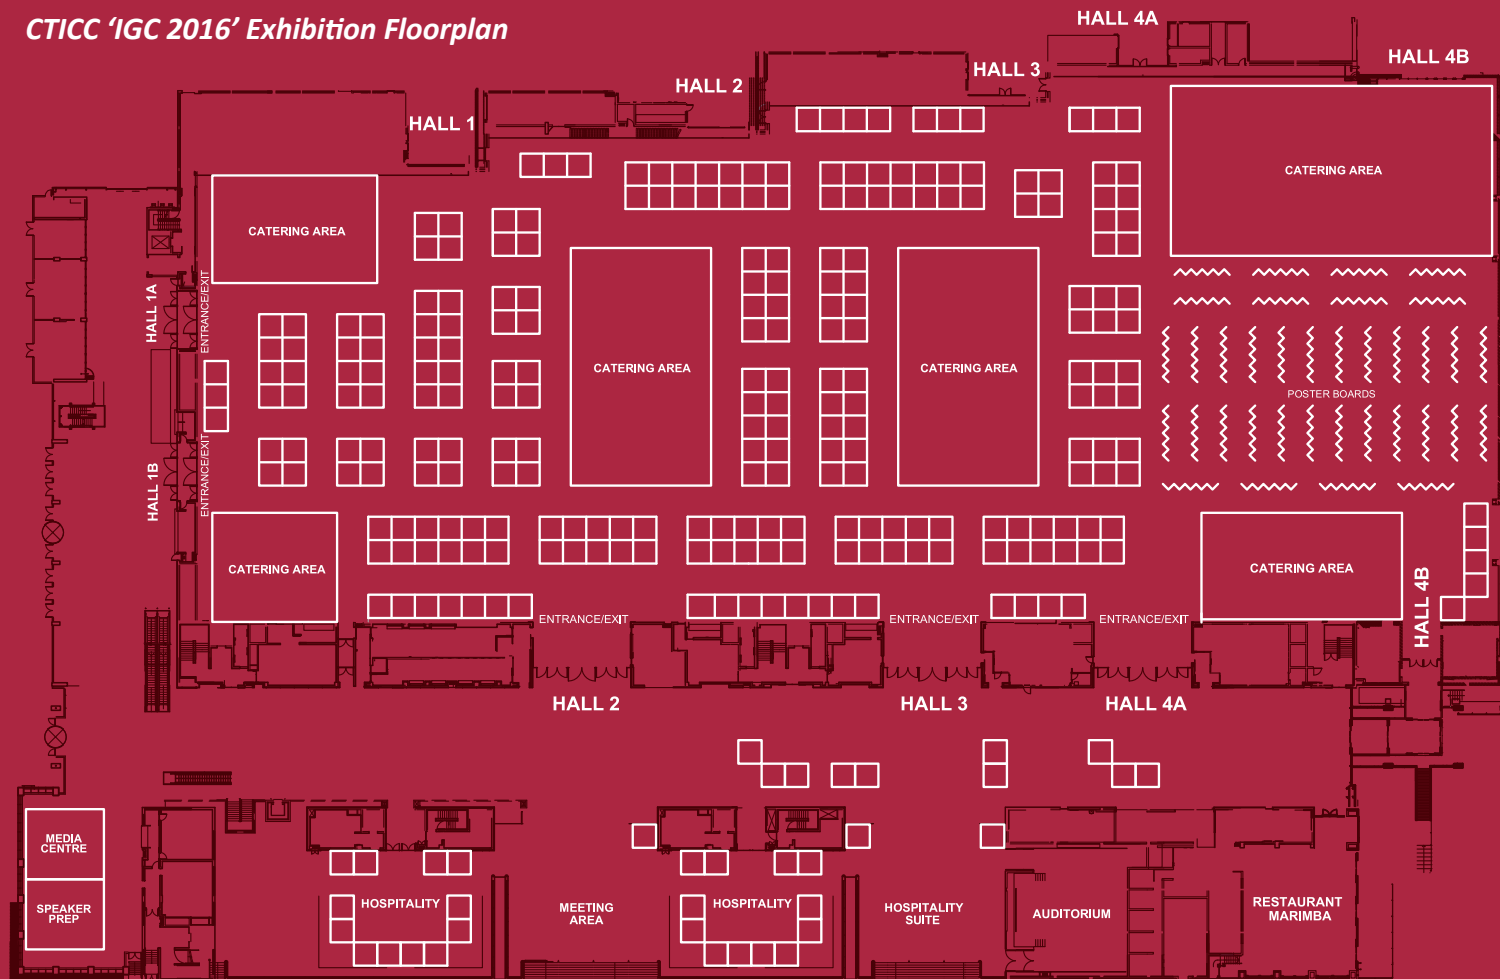 CTICC ‘IGC 2016’ Exhibition Floorplan
HALL 4A
HALL 4B
HALL 3
HALL 2
HALL 1
CATERING AREA
CATERING AREA
HALL 1A
ENTRANCE/EXIT
CATERING AREA
CATERING AREA
POSTER BOARDS
HALL 1B
ENTRANCE/EXIT
CATERING AREA
CATERING AREA
HALL 4B
ENTRANCE/EXIT
ENTRANCE/EXIT
ENTRANCE/EXIT
HALL 2
HALL 3
HALL 4A
MEDIA
CENTRE
SPEAKER
PREP
HOSPITALITY
MEETING
AREA
HOSPITALITY
HOSPITALITY
SUITE
AUDITORIUM
RESTAURANT
MARIMBA